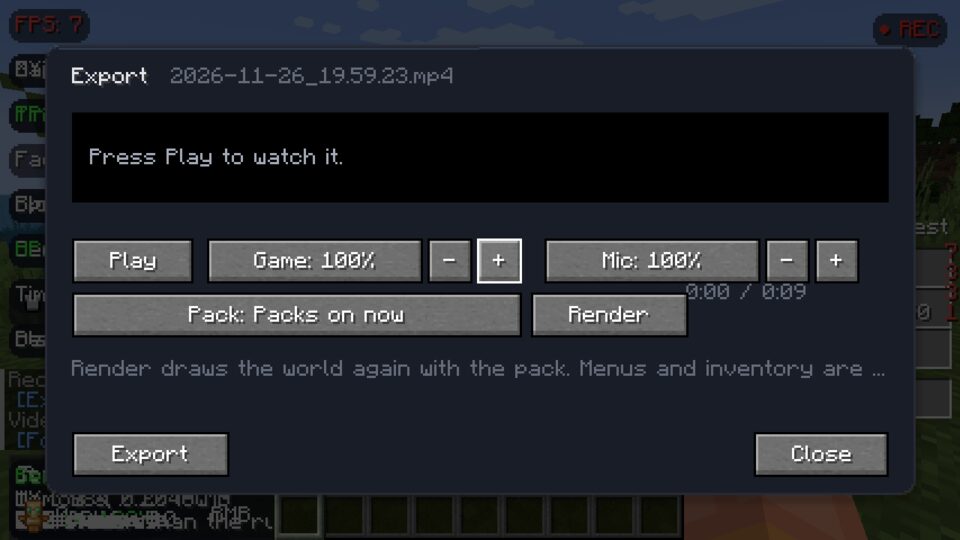 FPS: 7
REC
Export 2026-11-26_19.59.23.mp4
Press Play to watch it.
Play Game: 100% - + Mic: 100% - +
0:00 / 0:09
Pack: Packs on now Render
Render draws the world again with the pack. Menus and inventory are ...
Export Close